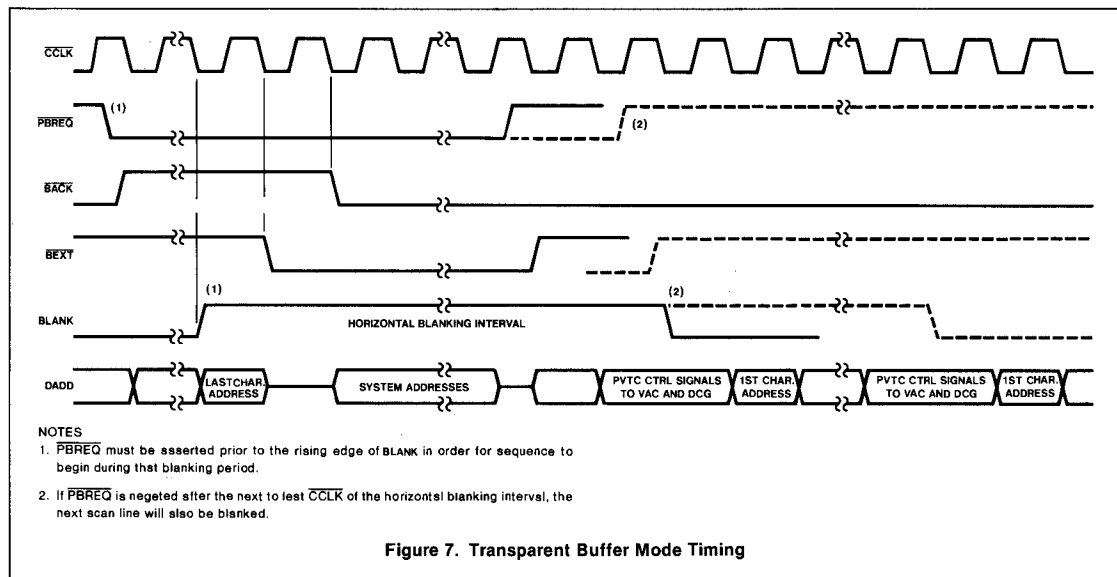 CCLK
(1)
PBREQ
(2)
BACK
BEXT
(1)
(2)
BLANK
HORIZONTAL BLANKING INTERVAL
DADD
LASTCHAR.
ADDRESS
SYSTEM ADDRESSES
PVTC CTRL SIGNALS
TO VAC AND DCG
1ST CHAR.
ADDRESS
PVTC CTRL SIGNALS
TO VAC AND DCG
1ST CHAR.
ADDRESS
NOTES
1. PBREQ must be asserted prior to the rising edge of BLANK in order for sequence to
begin during that blanking period.
2. If PBREQ is negeted sfter the next to lest CCLK of the horizontsl blanking interval, the
next scan line will slso be blsnked.
Figure 7. Transparent Buffer Mode Timing